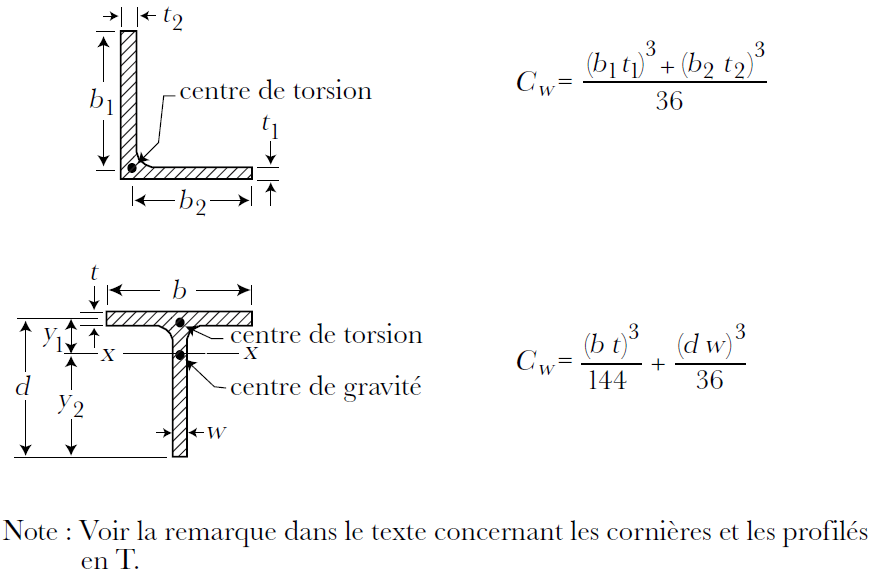 t₂
b₁
centre de torsion
t₁
b₂
C_w = ((b₁ t₁)³ + (b₂ t₂)³) / 36
t
b
y₁
centre de torsion
x x
d
centre de gravité
y₂
w
C_w = (b t)³ / 144 + (d w)³ / 36
Note : Voir la remarque dans le texte concernant les cornières et les profilés
en T.